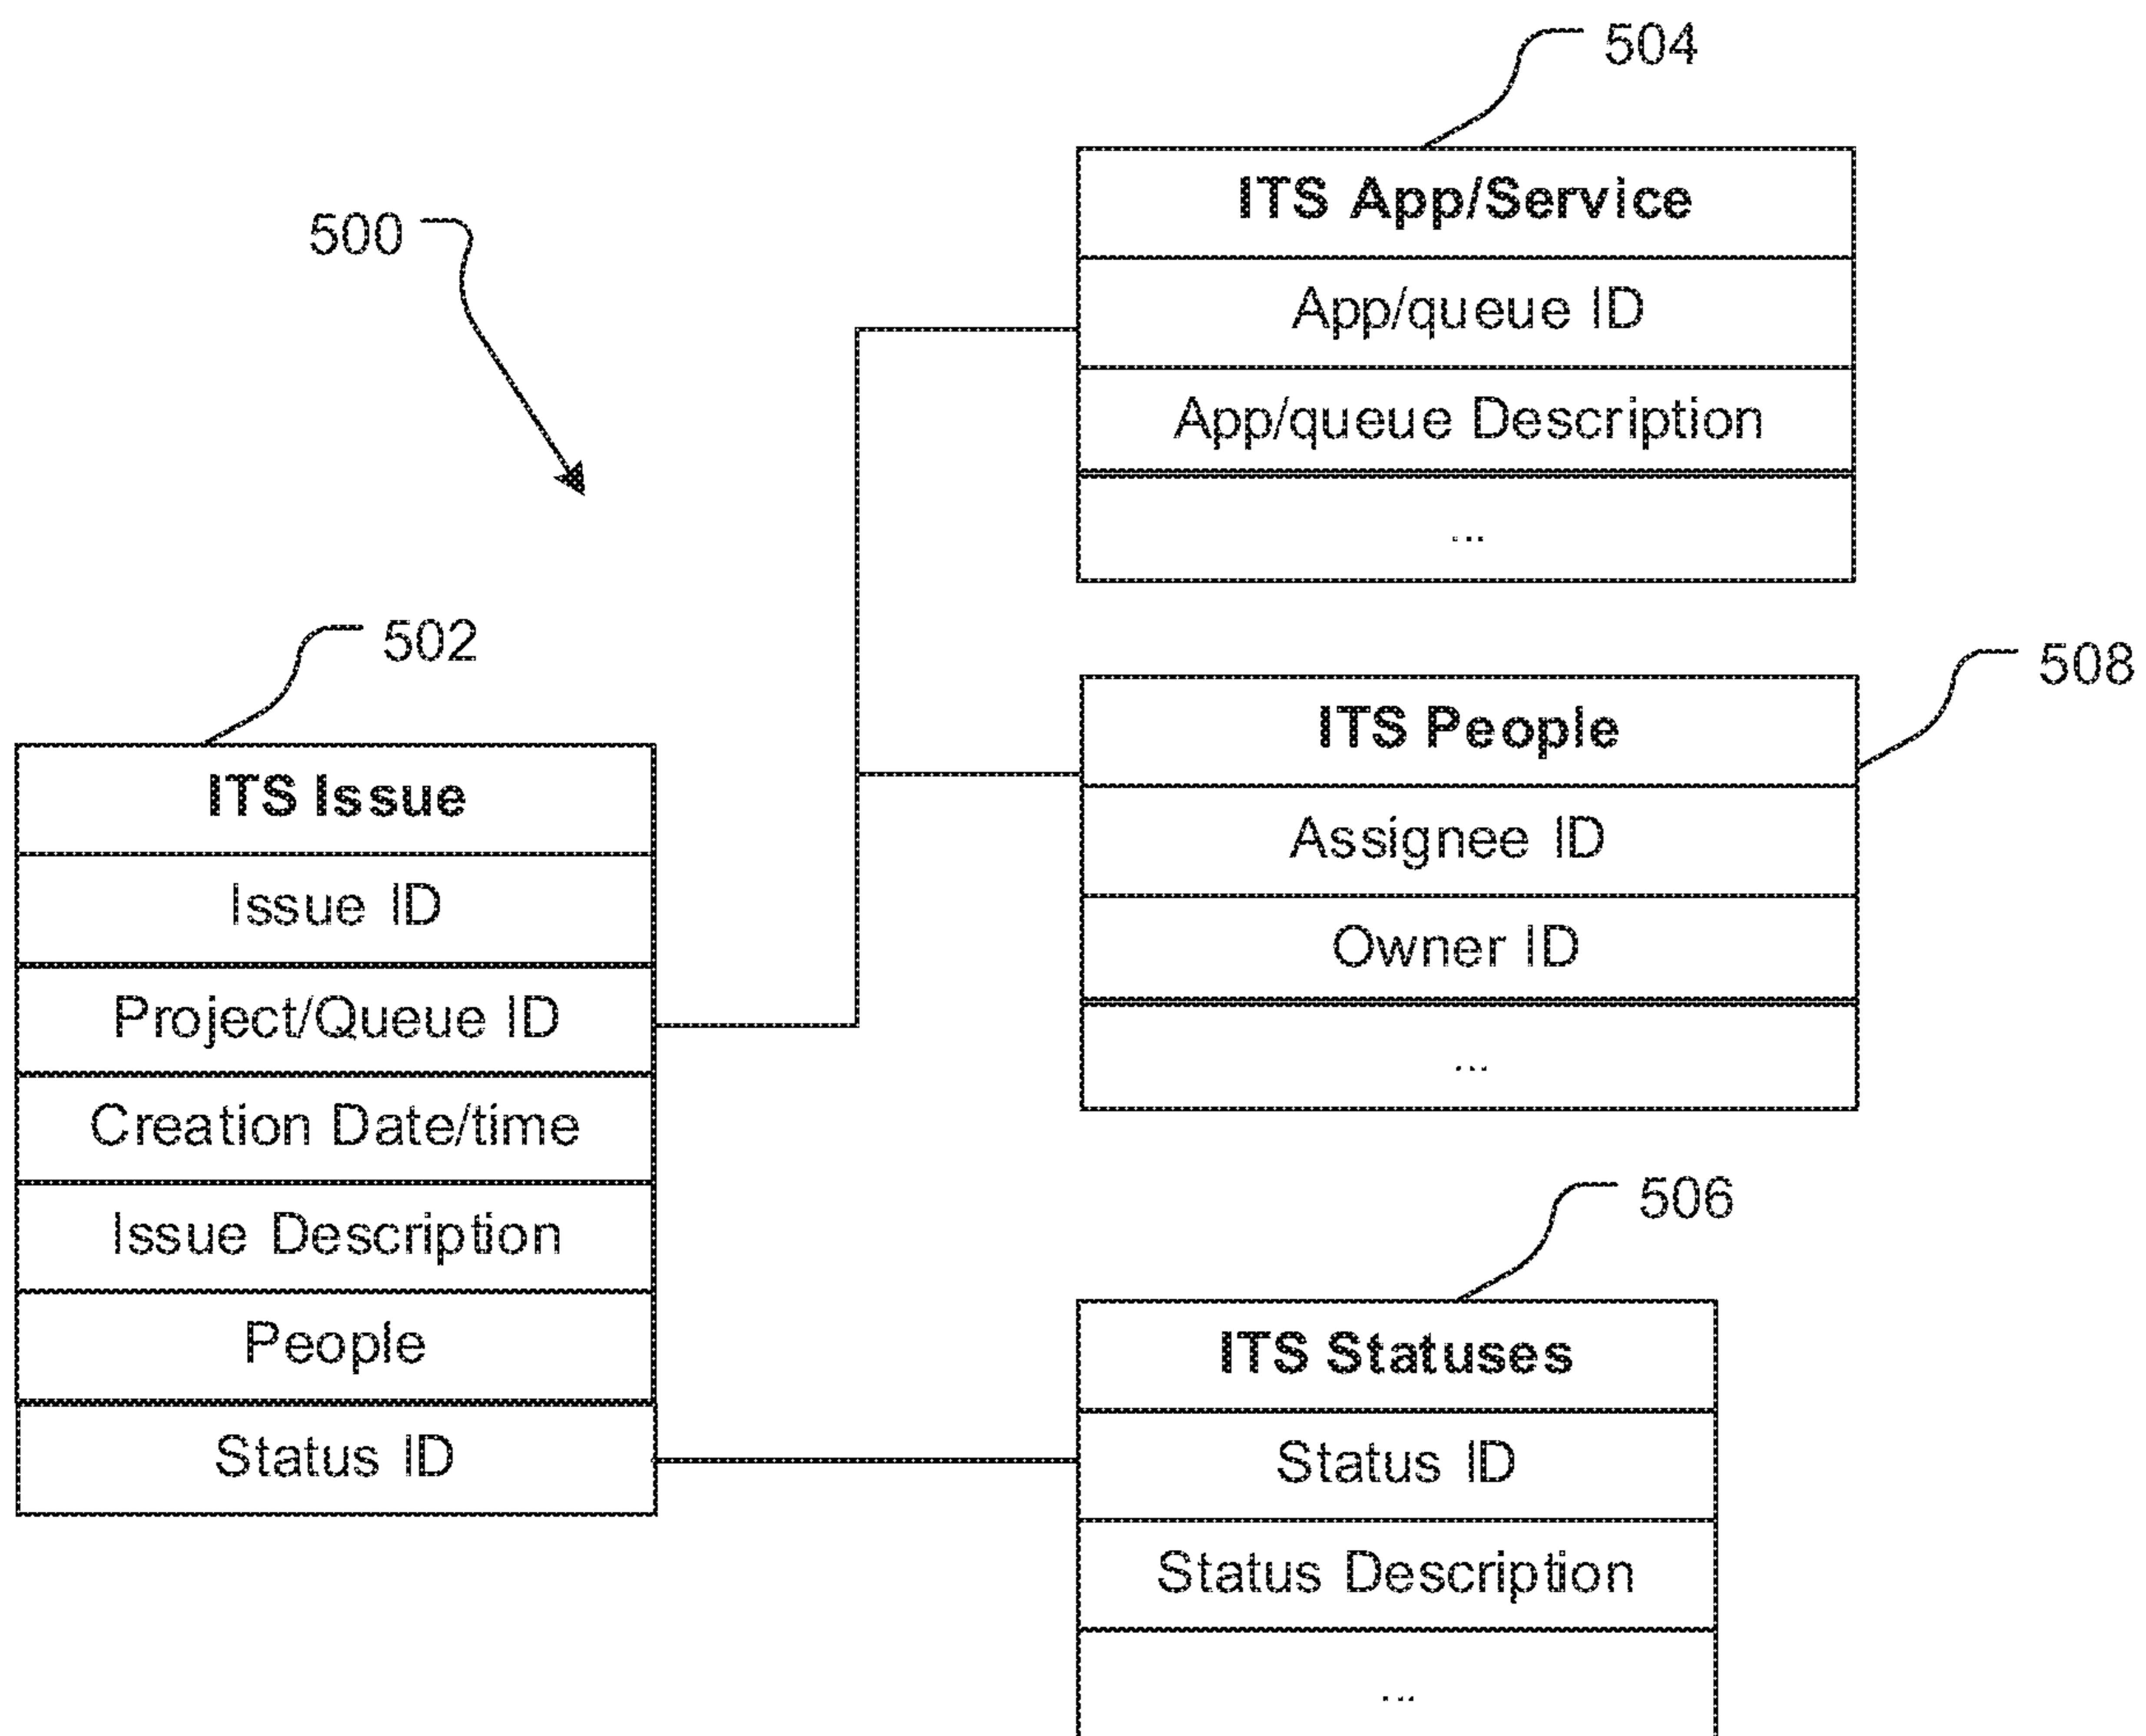 504
ITS App/Service
500
App/queue ID
App/queue Description
...
502
508
ITS People
ITS Issue
Assignee ID
Issue ID
Owner ID
Project/Queue ID
...
Creation Date/time
506
Issue Description
People
ITS Statuses
Status ID
Status ID
Status Description
...